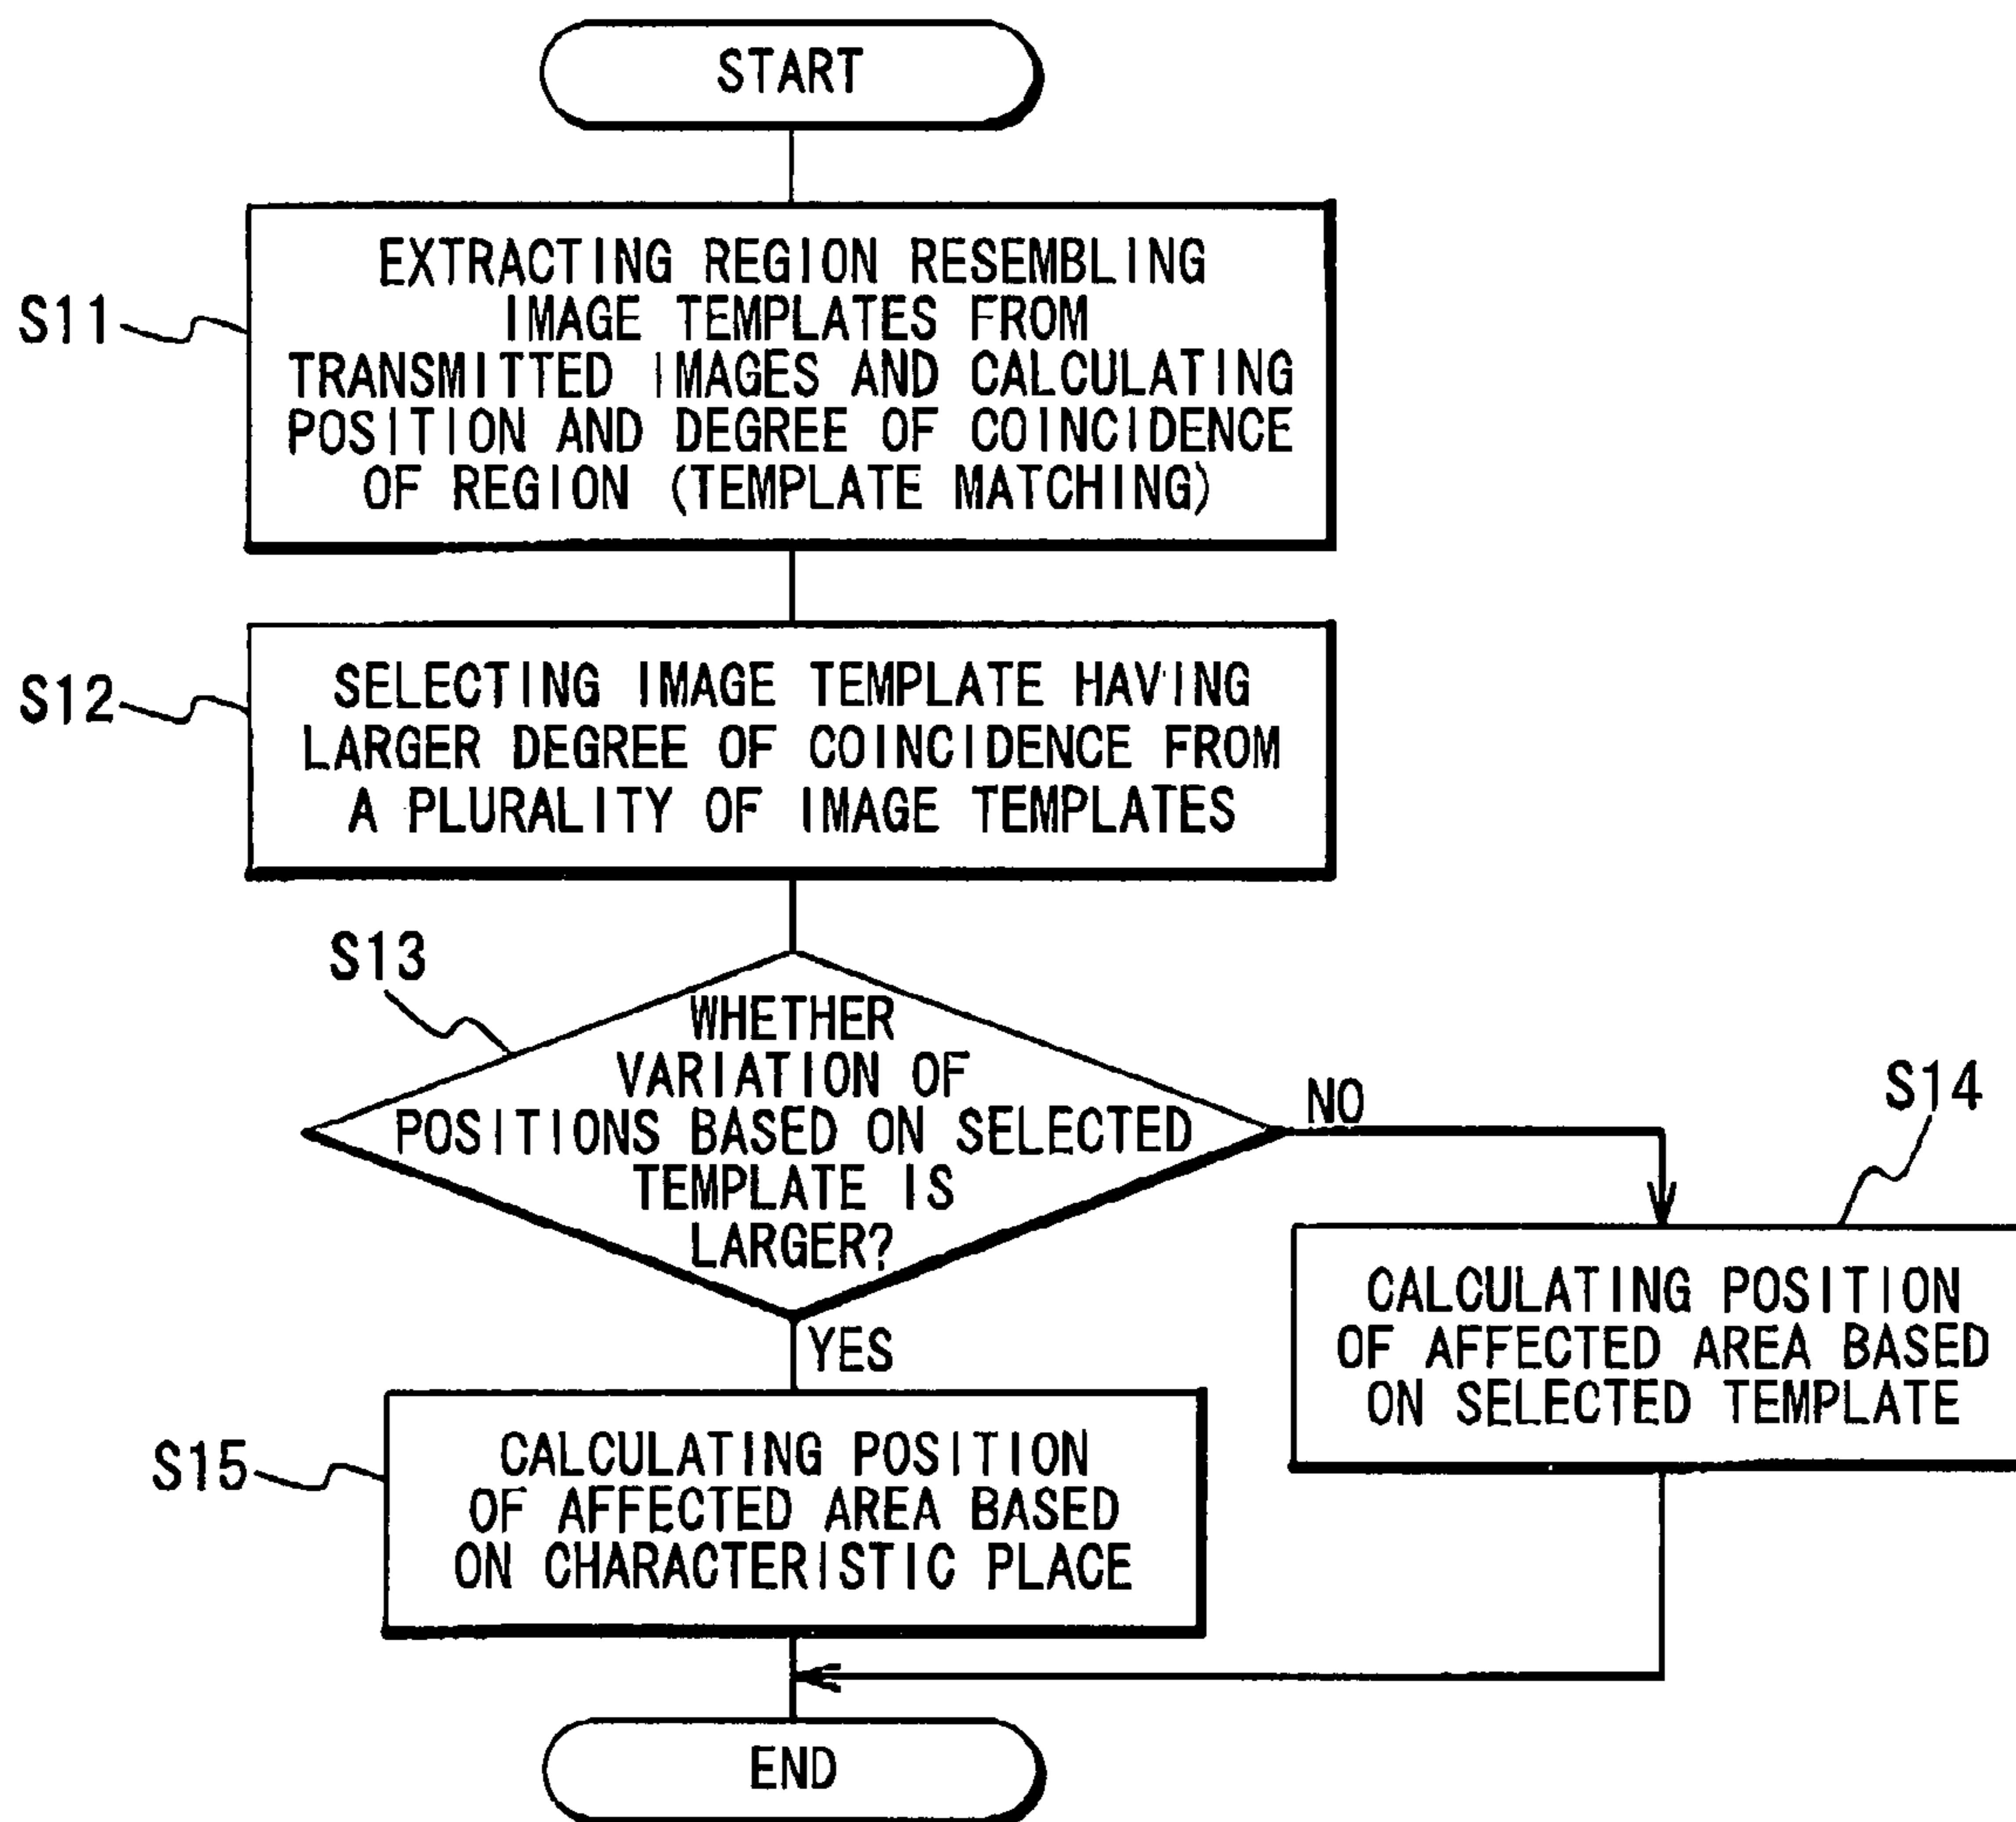 START
S11
EXTRACTING REGION RESEMBLING
IMAGE TEMPLATES FROM
TRANSMITTED IMAGES AND CALCULATING
POSITION AND DEGREE OF COINCIDENCE
OF REGION (TEMPLATE MATCHING)
S12
SELECTING IMAGE TEMPLATE HAVING
LARGER DEGREE OF COINCIDENCE FROM
A PLURALITY OF IMAGE TEMPLATES
S13
WHETHER
VARIATION OF
POSITIONS BASED ON SELECTED
TEMPLATE IS
LARGER?
NO
S14
CALCULATING POSITION
OF AFFECTED AREA BASED
ON SELECTED TEMPLATE
YES
S15
CALCULATING POSITION
OF AFFECTED AREA BASED
ON CHARACTERISTIC PLACE
END